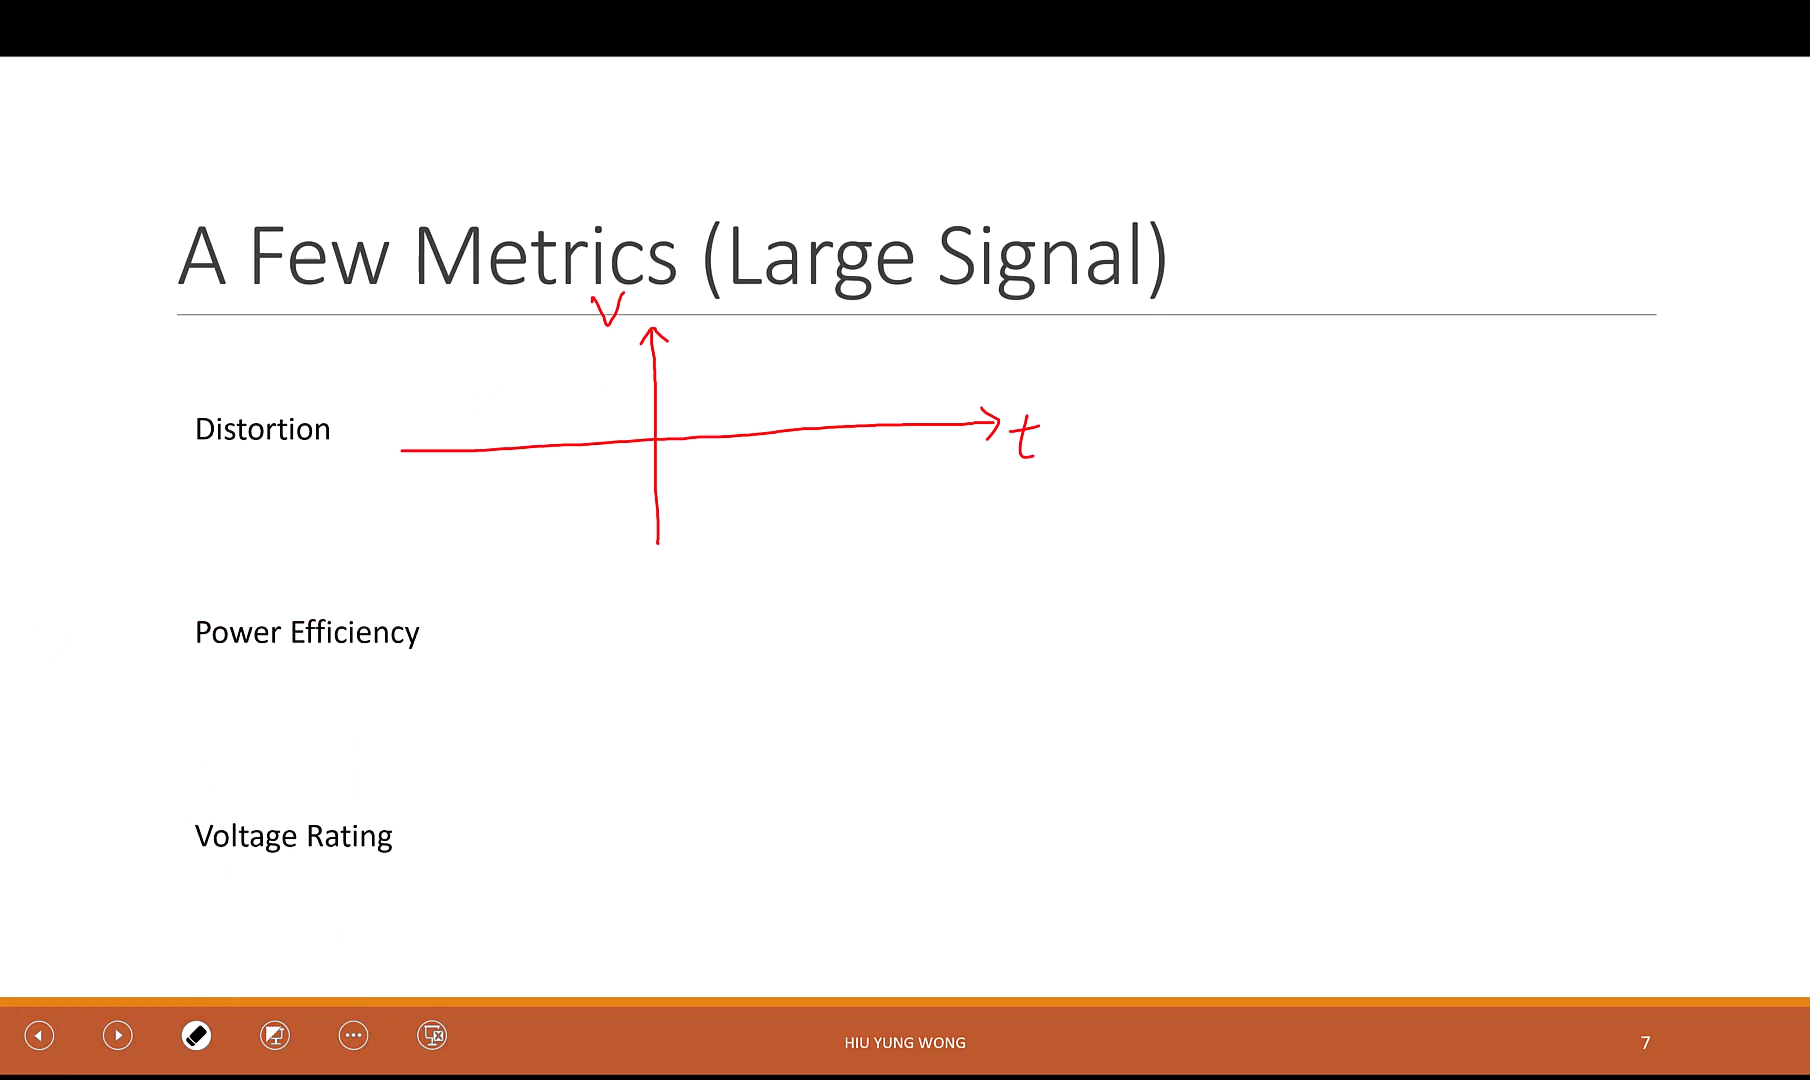 A Few Metrics (Large Signal)
V
Distortion
t
Power Efficiency
Voltage Rating
HIU YUNG WONG
7